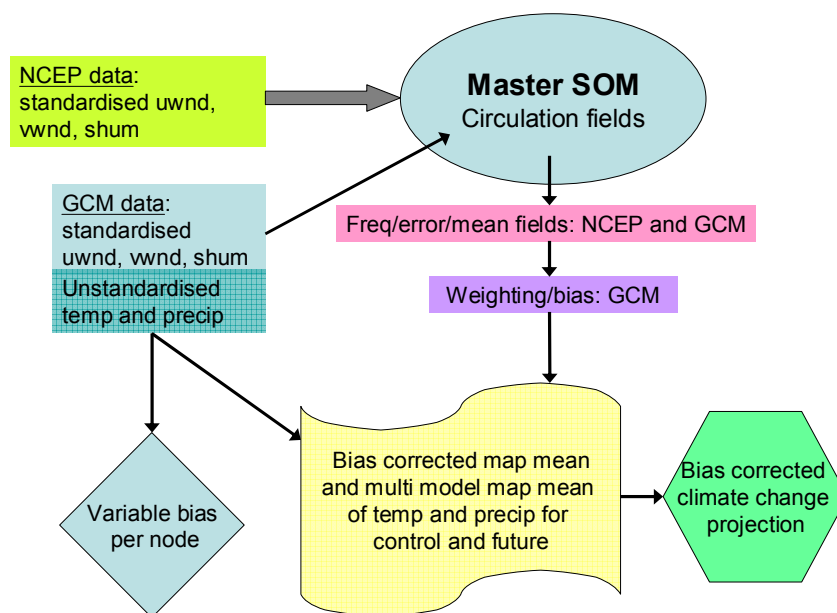 NCEP data:
standardised uwnd,
vwnd, shum
Master SOM
Circulation fields
GCM data:
standardised
uwnd, vwnd, shum
Unstandardised
temp and precip
Freq/error/mean fields: NCEP and GCM
Weighting/bias: GCM
Variable bias
per node
Bias corrected map mean
and multi model map mean
of temp and precip for
control and future
Bias corrected
climate change
projection